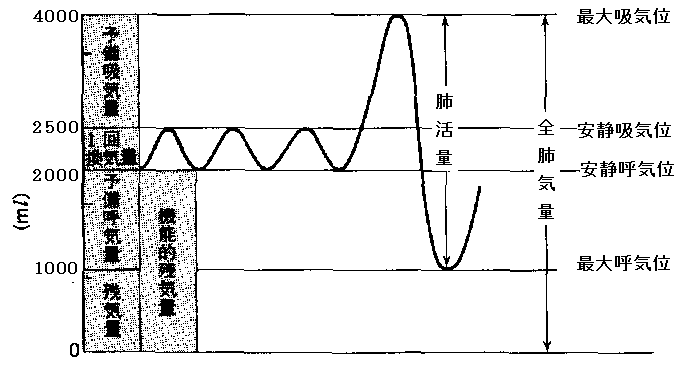 4000
2500
2000
1000
0
(ml)
予備吸気量
1回換気量
予備呼気量
残気量
機能的残気量
肺活量
全肺気量
最大吸気位
安静吸気位
安静呼気位
最大呼気位